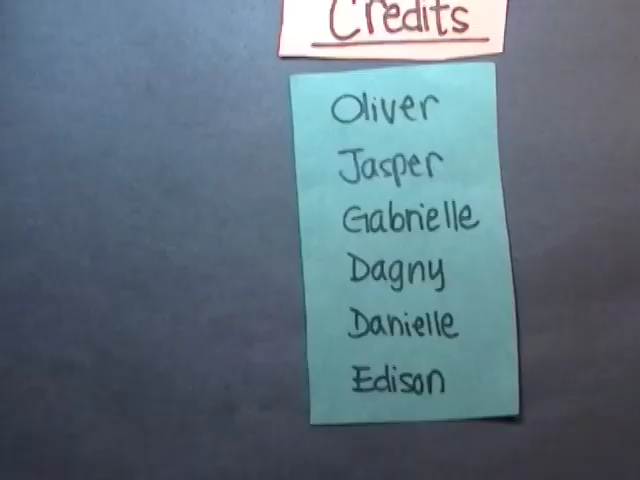 Credits
Oliver
Jasper
Gabrielle
Dagny
Danielle
Edison